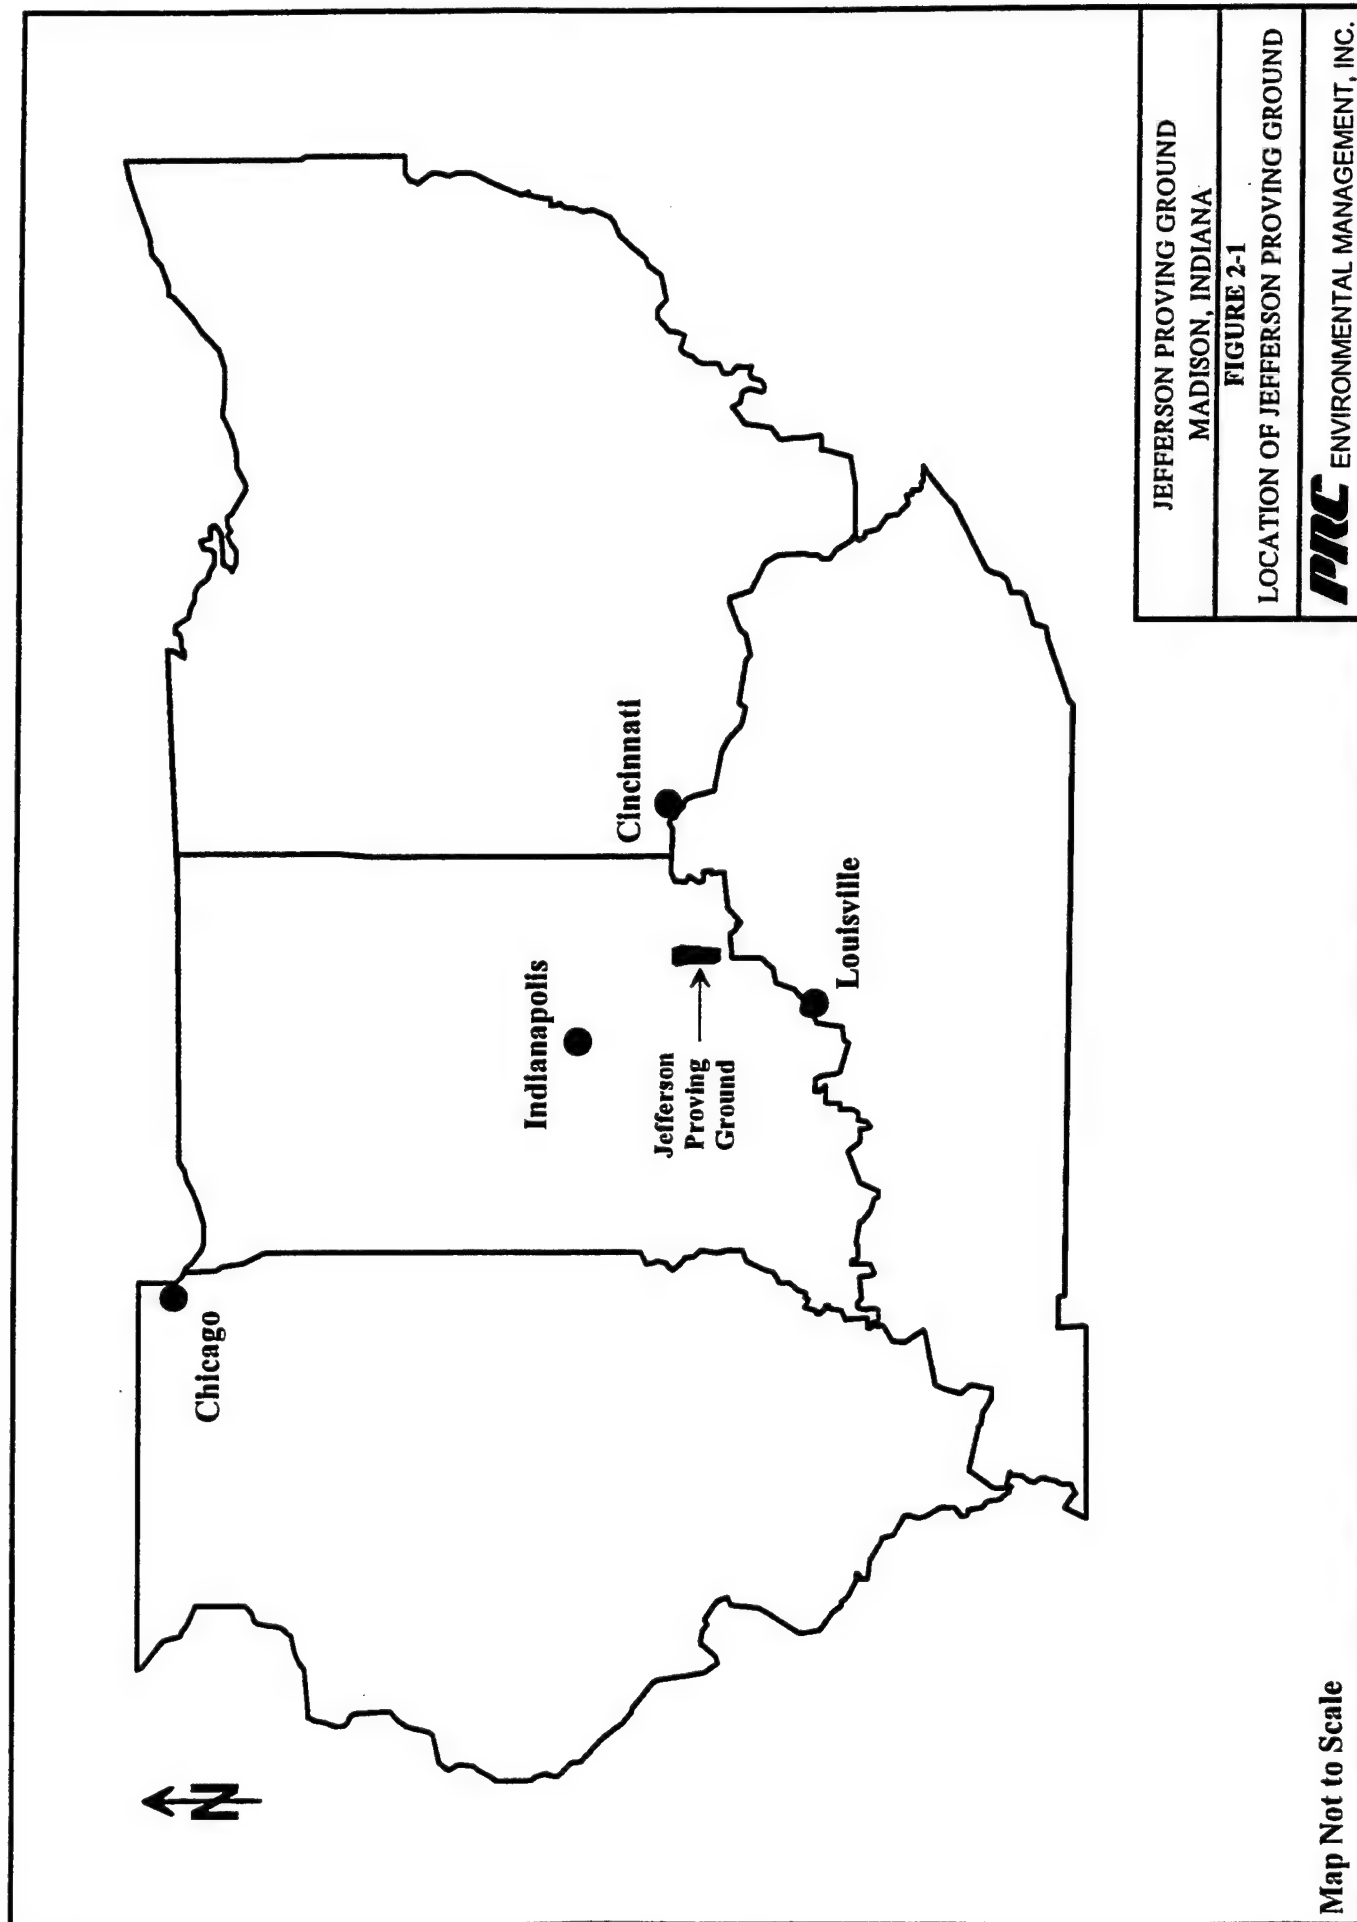 Chicago
Indianapolis
Cincinnati
Jefferson
Proving
Ground
Louisville
N
Map Not to Scale
JEFFERSON PROVING GROUND
MADISON, INDIANA
FIGURE 2-1
LOCATION OF JEFFERSON PROVING GROUND
PRC ENVIRONMENTAL MANAGEMENT, INC.